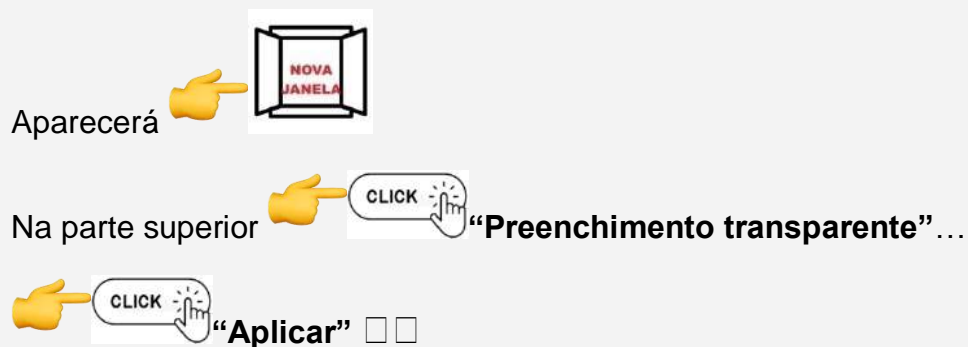 NOVA
JANELA
Aparecerá
CLICK
Na parte superior “Preenchimento transparente”…
CLICK
“Aplicar” □□